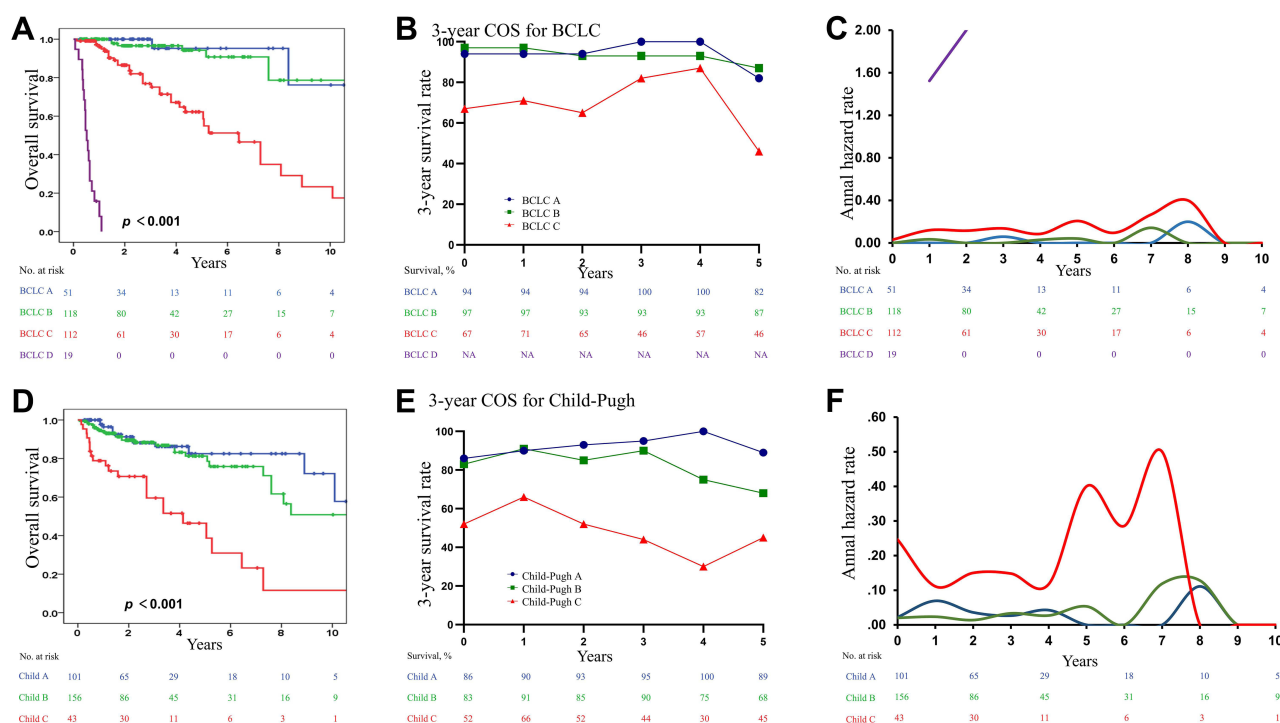 A
Overall survival
1.0
0.8
0.6
0.4
0.2
0.0
p < 0.001
0 2 4 6 8 10
Years
No. at risk
BCLC A 51 34 13 11 6 4
BCLC B 118 80 42 27 15 7
BCLC C 112 61 30 17 6 4
BCLC D 19 0 0 0 0 0
B
3-year COS for BCLC
3-year survival rate
100
80
60
40
20
0
BCLC A
BCLC B
BCLC C
0 1 2 3 4 5
Years
Survival, %
BCLC A 94 94 94 100 100 82
BCLC B 97 97 93 93 93 87
BCLC C 67 71 65 46 57 46
BCLC D NA NA NA NA NA NA
C
Annal hazard rate
2.00
1.60
1.20
0.80
0.40
0.00
0 1 2 3 4 5 6 7 8 9 10
Years
No. at risk
BCLC A 51 34 13 11 6 4
BCLC B 118 80 42 27 15 7
BCLC C 112 61 30 17 6 4
BCLC D 19 0 0 0 0 0
D
Overall survival
1.0
0.8
0.6
0.4
0.2
0.0
p < 0.001
0 2 4 6 8 10
Years
No. at risk
Child A 101 65 29 18 10 5
Child B 156 86 45 31 16 9
Child C 43 30 11 6 3 1
E
3-year COS for Child-Pugh
3-year survival rate
100
80
60
40
20
0
Child-Pugh A
Child-Pugh B
Child-Pugh C
0 1 2 3 4 5
Years
Survival, %
Child A 86 90 93 95 100 89
Child B 83 91 85 90 75 68
Child C 52 66 52 44 30 45
F
Annal hazard rate
.50
.10
.00
0 1 2 3 4 5 6 7 8 9 10
Years
No. at risk
Child A 101 65 29 18 10 5
Child B 156 86 45 31 16 9
Child C 43 30 11 6 3 1